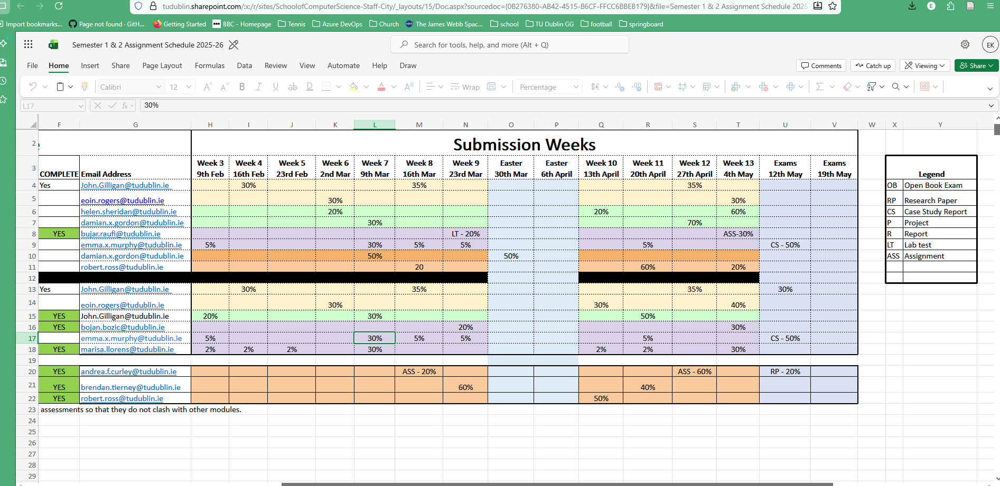 tudublin.sharepoint.com/:x:/r/sites/SchoolofComputerScience-Staff-City/_layouts/15/Doc.aspx?sourcedoc={0B276380-AB42-4515-B6CF-FFCC6BBEB179}&file=Semester 1 & 2 Assignment Schedule 2025
E
Import bookmarks... Page not found · GitH... Getting Started BBC - Homepage Tennis Azure DevOps Church The James Webb Spac... school TU Dublin GG football springboard
Semester 1 & 2 Assignment Schedule 2025-26 Search for tools, help, and more (Alt + Q) EK
File Home Insert Share Page Layout Formulas Data Review View Automate Help Draw Comments Catch up Viewing Share
Calibri 12 Wrap Percentage
L17 fx 30%
F G H I J K L M N O P Q R S T U V W X Y
2 e Submission Weeks
Week 3 Week 4 Week 5 Week 6 Week 7 Week 8 Week 9 Easter Easter Week 10 Week 11 Week 12 Week 13 Exams Exams
3 COMPLETE Email Address 9th Feb 16th Feb 23rd Feb 2nd Mar 9th Mar 16th Mar 23rd Mar 30th Mar 6th April 13th April 20th April 27th April 4th May 12th May 19th May Legend
4 Yes John.Gilligan@tudublin.ie 30% 35% 35% OB Open Book Exam
5 eoin.rogers@tudublin.ie 30% 30% RP Research Paper
6 helen.sheridan@tudublin.ie 20% 20% 60% CS Case Study Report
7 damian.x.gordon@tudublin.ie 30% 70% P Project
8 YES bujar.raufi@tudublin.ie LT - 20% ASS-30% R Report
9 emma.x.murphy@tudublin.ie 5% 30% 5% 5% 5% CS - 50% LT Lab test
10 damian.x.gordon@tudublin.ie 50% 50% ASS Assignment
11 robert.ross@tudublin.ie 20 60% 20%
12
13 Yes John.Gilligan@tudublin.ie 30% 35% 35% 30%
14 eoin.rogers@tudublin.ie 30% 30% 40%
15 YES John.Gilligan@tudublin.ie 20% 30% 50%
16 YES bojan.bozic@tudublin.ie 20% 30%
17 emma.x.murphy@tudublin.ie 5% 30% 5% 5% 5% CS - 50%
18 YES marisa.llorens@tudublin.ie 2% 2% 2% 30% 2% 2% 30%
19
20 YES andrea.f.curley@tudublin.ie ASS - 20% ASS - 60% RP - 20%
21 YES brendan.tierney@tudublin.ie 60% 40%
22 YES robert.ross@tudublin.ie 50%
23 assessments so that they do not clash with other modules.
24
25
26
27
28
29